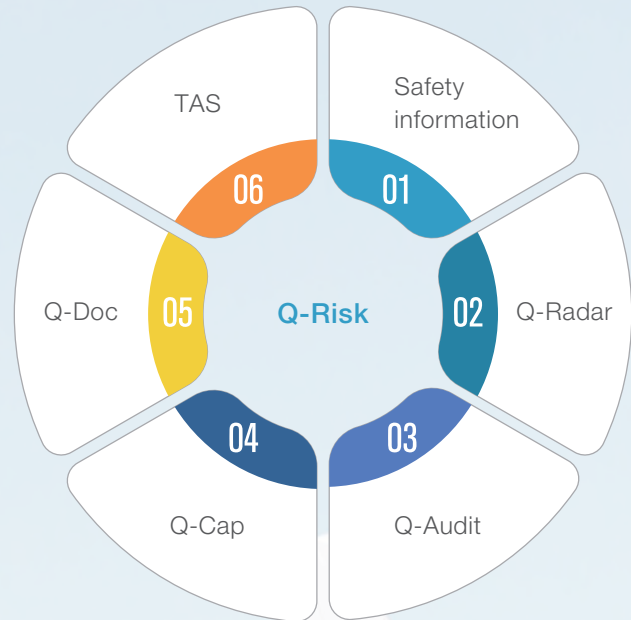 TAS
Safety
information
06
01
Q-Doc
05
Q-Risk
02
Q-Radar
04
03
Q-Cap
Q-Audit